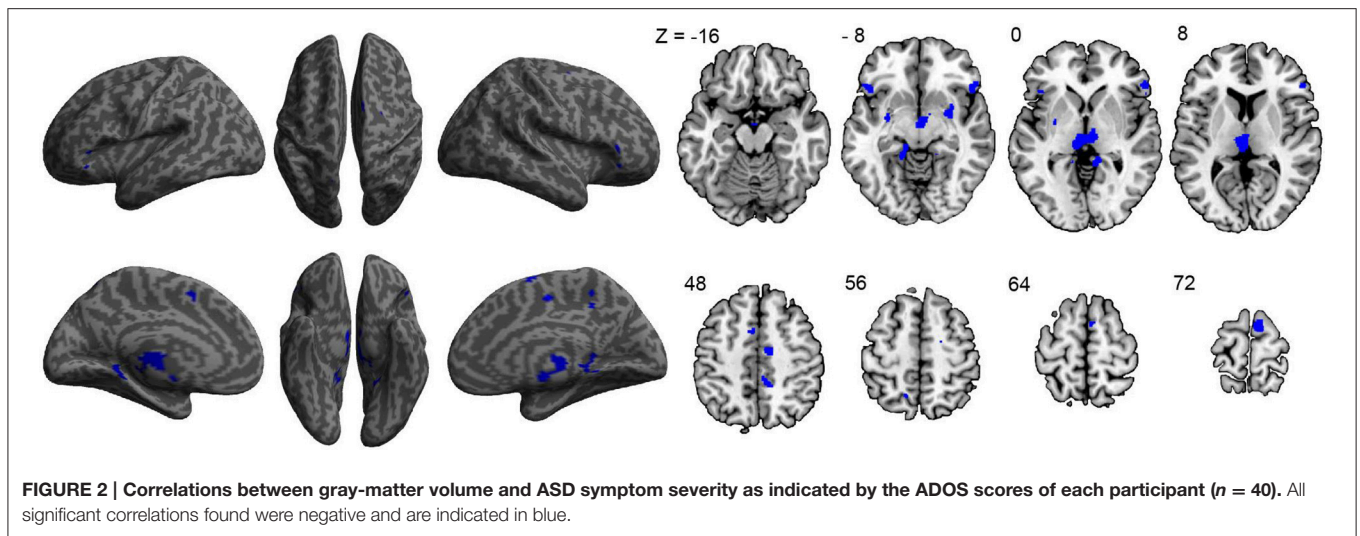 Z = -16
- 8
0
8
48
56
64
72
FIGURE 2 | Correlations between gray-matter volume and ASD symptom severity as indicated by the ADOS scores of each participant (n = 40). All
significant correlations found were negative and are indicated in blue.